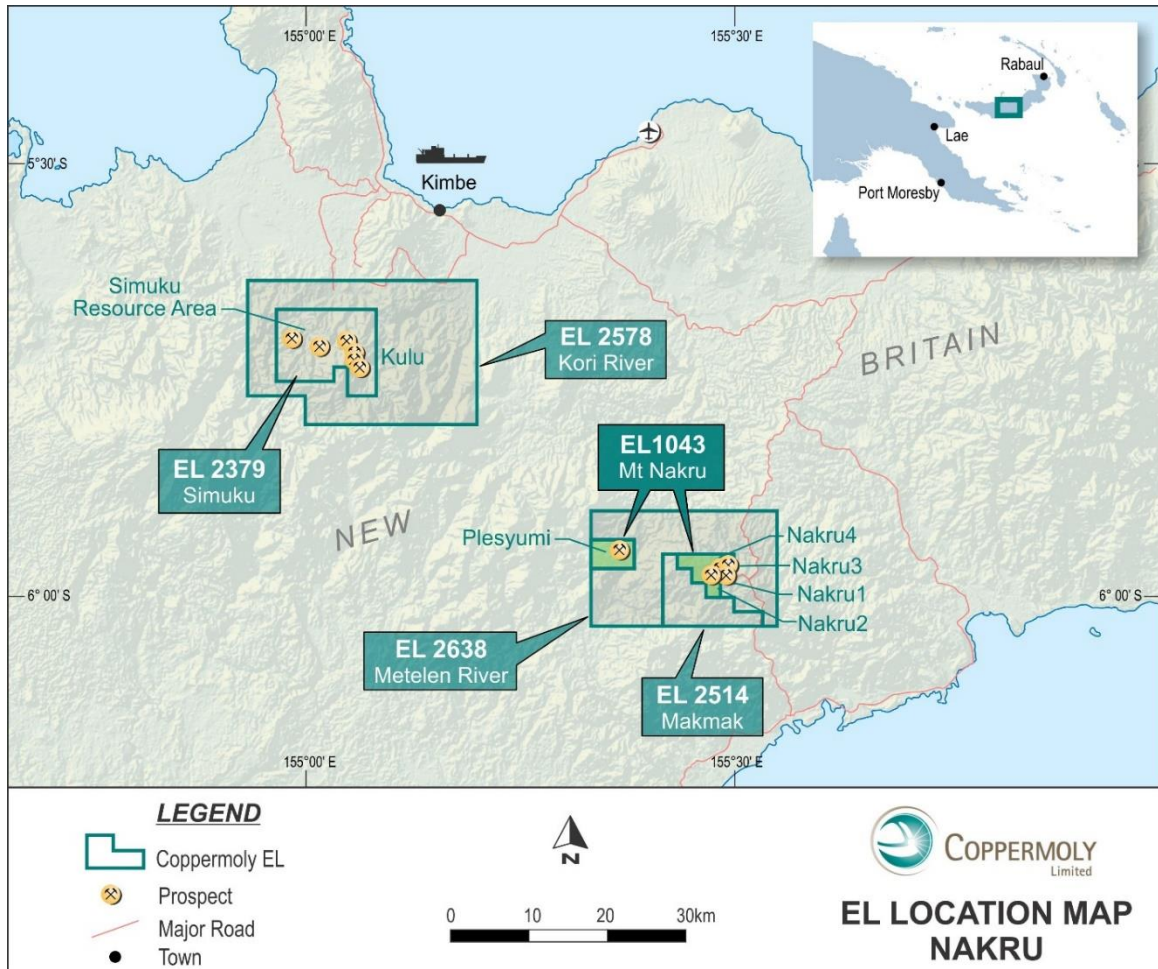 155°00' E
155°30' E
Rabaul
Lae
Port Moresby
5°30' S
Kimbe
Simuku
Resource Area
Kulu
EL 2578
Kori River
BRITAIN
EL 2379
Simuku
EL1043
Mt Nakru
NEW
Plesyumi
Nakru4
Nakru3
Nakru1
Nakru2
6° 00' S
6° 00' S
EL 2638
Metelen River
EL 2514
Makmak
155°00' E
155°30' E
LEGEND
Coppermoly EL
Prospect
Major Road
Town
N
0 10 20 30km
COPPERMOLY
Limited
EL LOCATION MAP
NAKRU